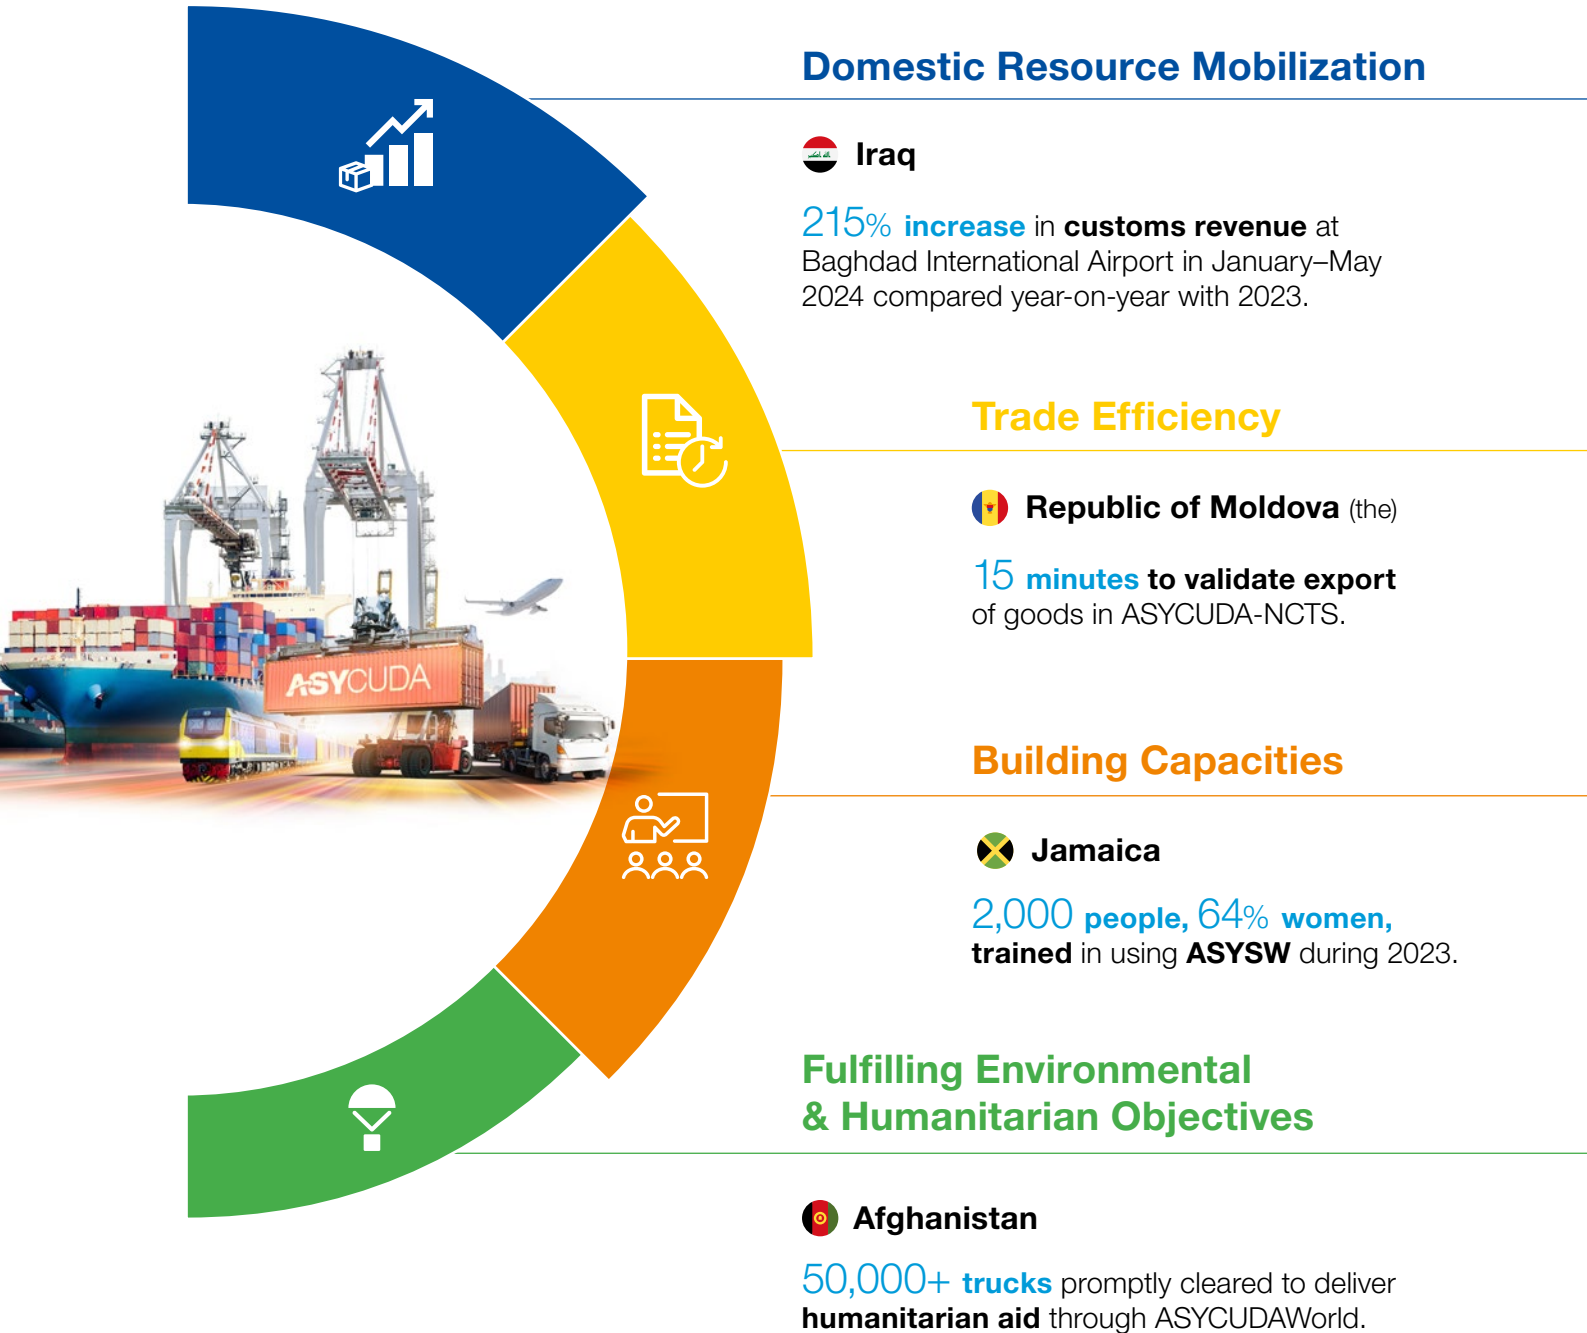 Domestic Resource Mobilization
Iraq
215% increase in customs revenue at
Baghdad International Airport in January–May
2024 compared year-on-year with 2023.
Trade Efficiency
Republic of Moldova (the)
15 minutes to validate export
of goods in ASYCUDA-NCTS.
ASYCUDA
Building Capacities
Jamaica
2,000 people, 64% women,
trained in using ASYSW during 2023.
Fulfilling Environmental
& Humanitarian Objectives
Afghanistan
50,000+ trucks promptly cleared to deliver
humanitarian aid through ASYCUDAWorld.